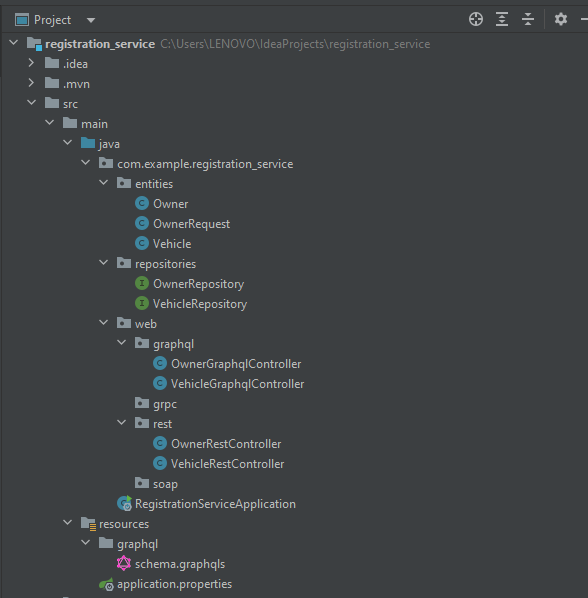 Project
registration_service C:\Users\LENOVO\IdeaProjects\registration_service
.idea
.mvn
src
main
java
com.example.registration_service
entities
Owner
OwnerRequest
Vehicle
repositories
OwnerRepository
VehicleRepository
web
graphql
OwnerGraphqlController
VehicleGraphqlController
grpc
rest
OwnerRestController
VehicleRestController
soap
RegistrationServiceApplication
resources
graphql
schema.graphqls
application.properties